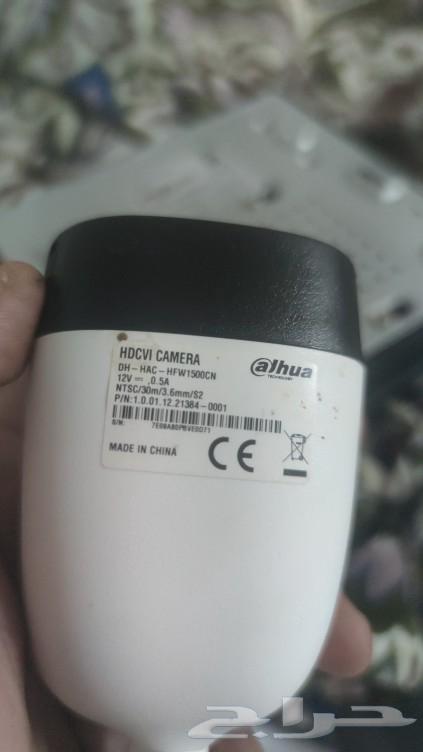 HDCVI CAMERA
alhua
TECHNOLOGY
DH-HAC-HFW1500CN
12V ⎓ .0.5A
NTSC/30m/3.6mm/S2
P/N:1.0.01.12.21384-0001
S/N:
MADE IN CHINA
CE
حراج